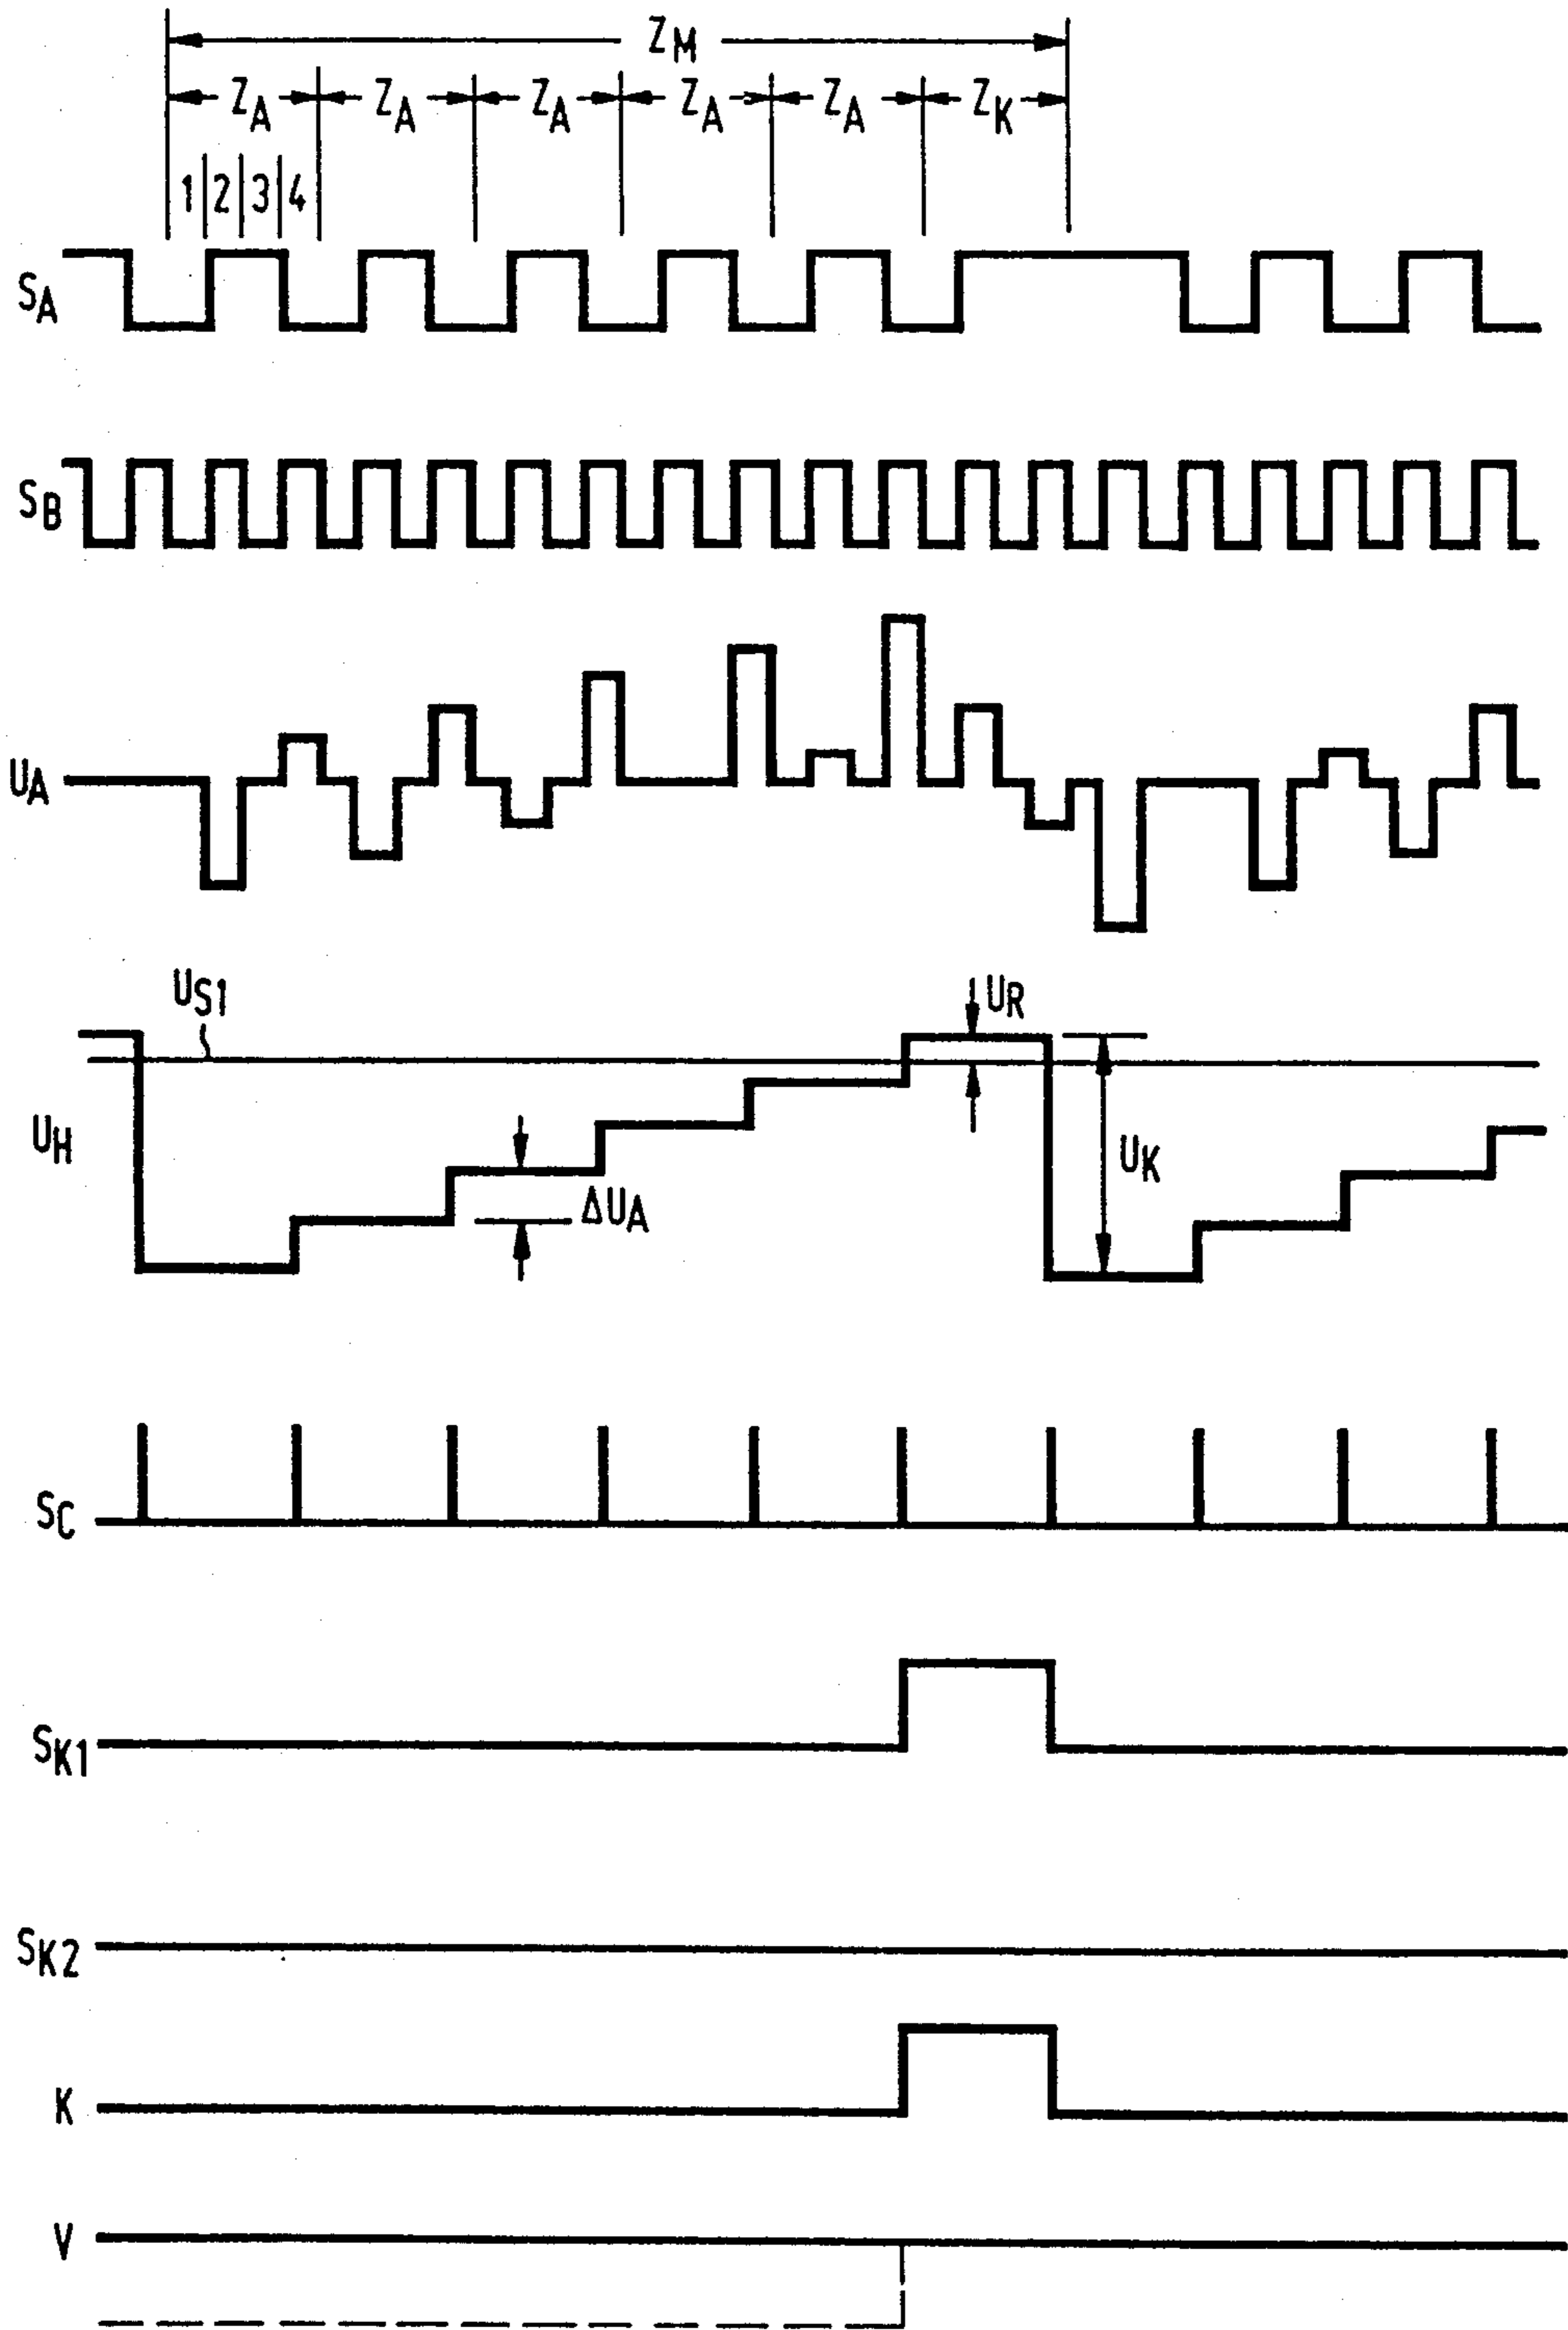 Z_M
Z_A Z_A Z_A Z_A Z_A Z_K
1 2 3 4
S_A
S_B
U_A
U_S1 U_R
U_H U_K
ΔU_A
S_C
S_K1
S_K2
K
V